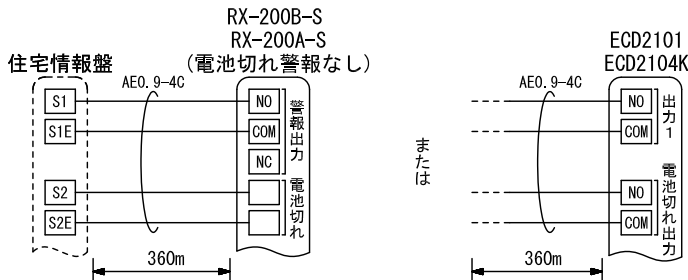 RX-200B-S
RX-200A-S
(電池切れ警報なし)
住宅情報盤
AE0.9-4C
S1
S1E
S2
S2E
NO
COM
NC
警報出力
電池切れ
360m
または
ECD2101
ECD2104K
AE0.9-4C
NO
COM
出力1
NO
COM
電池切れ出力
360m